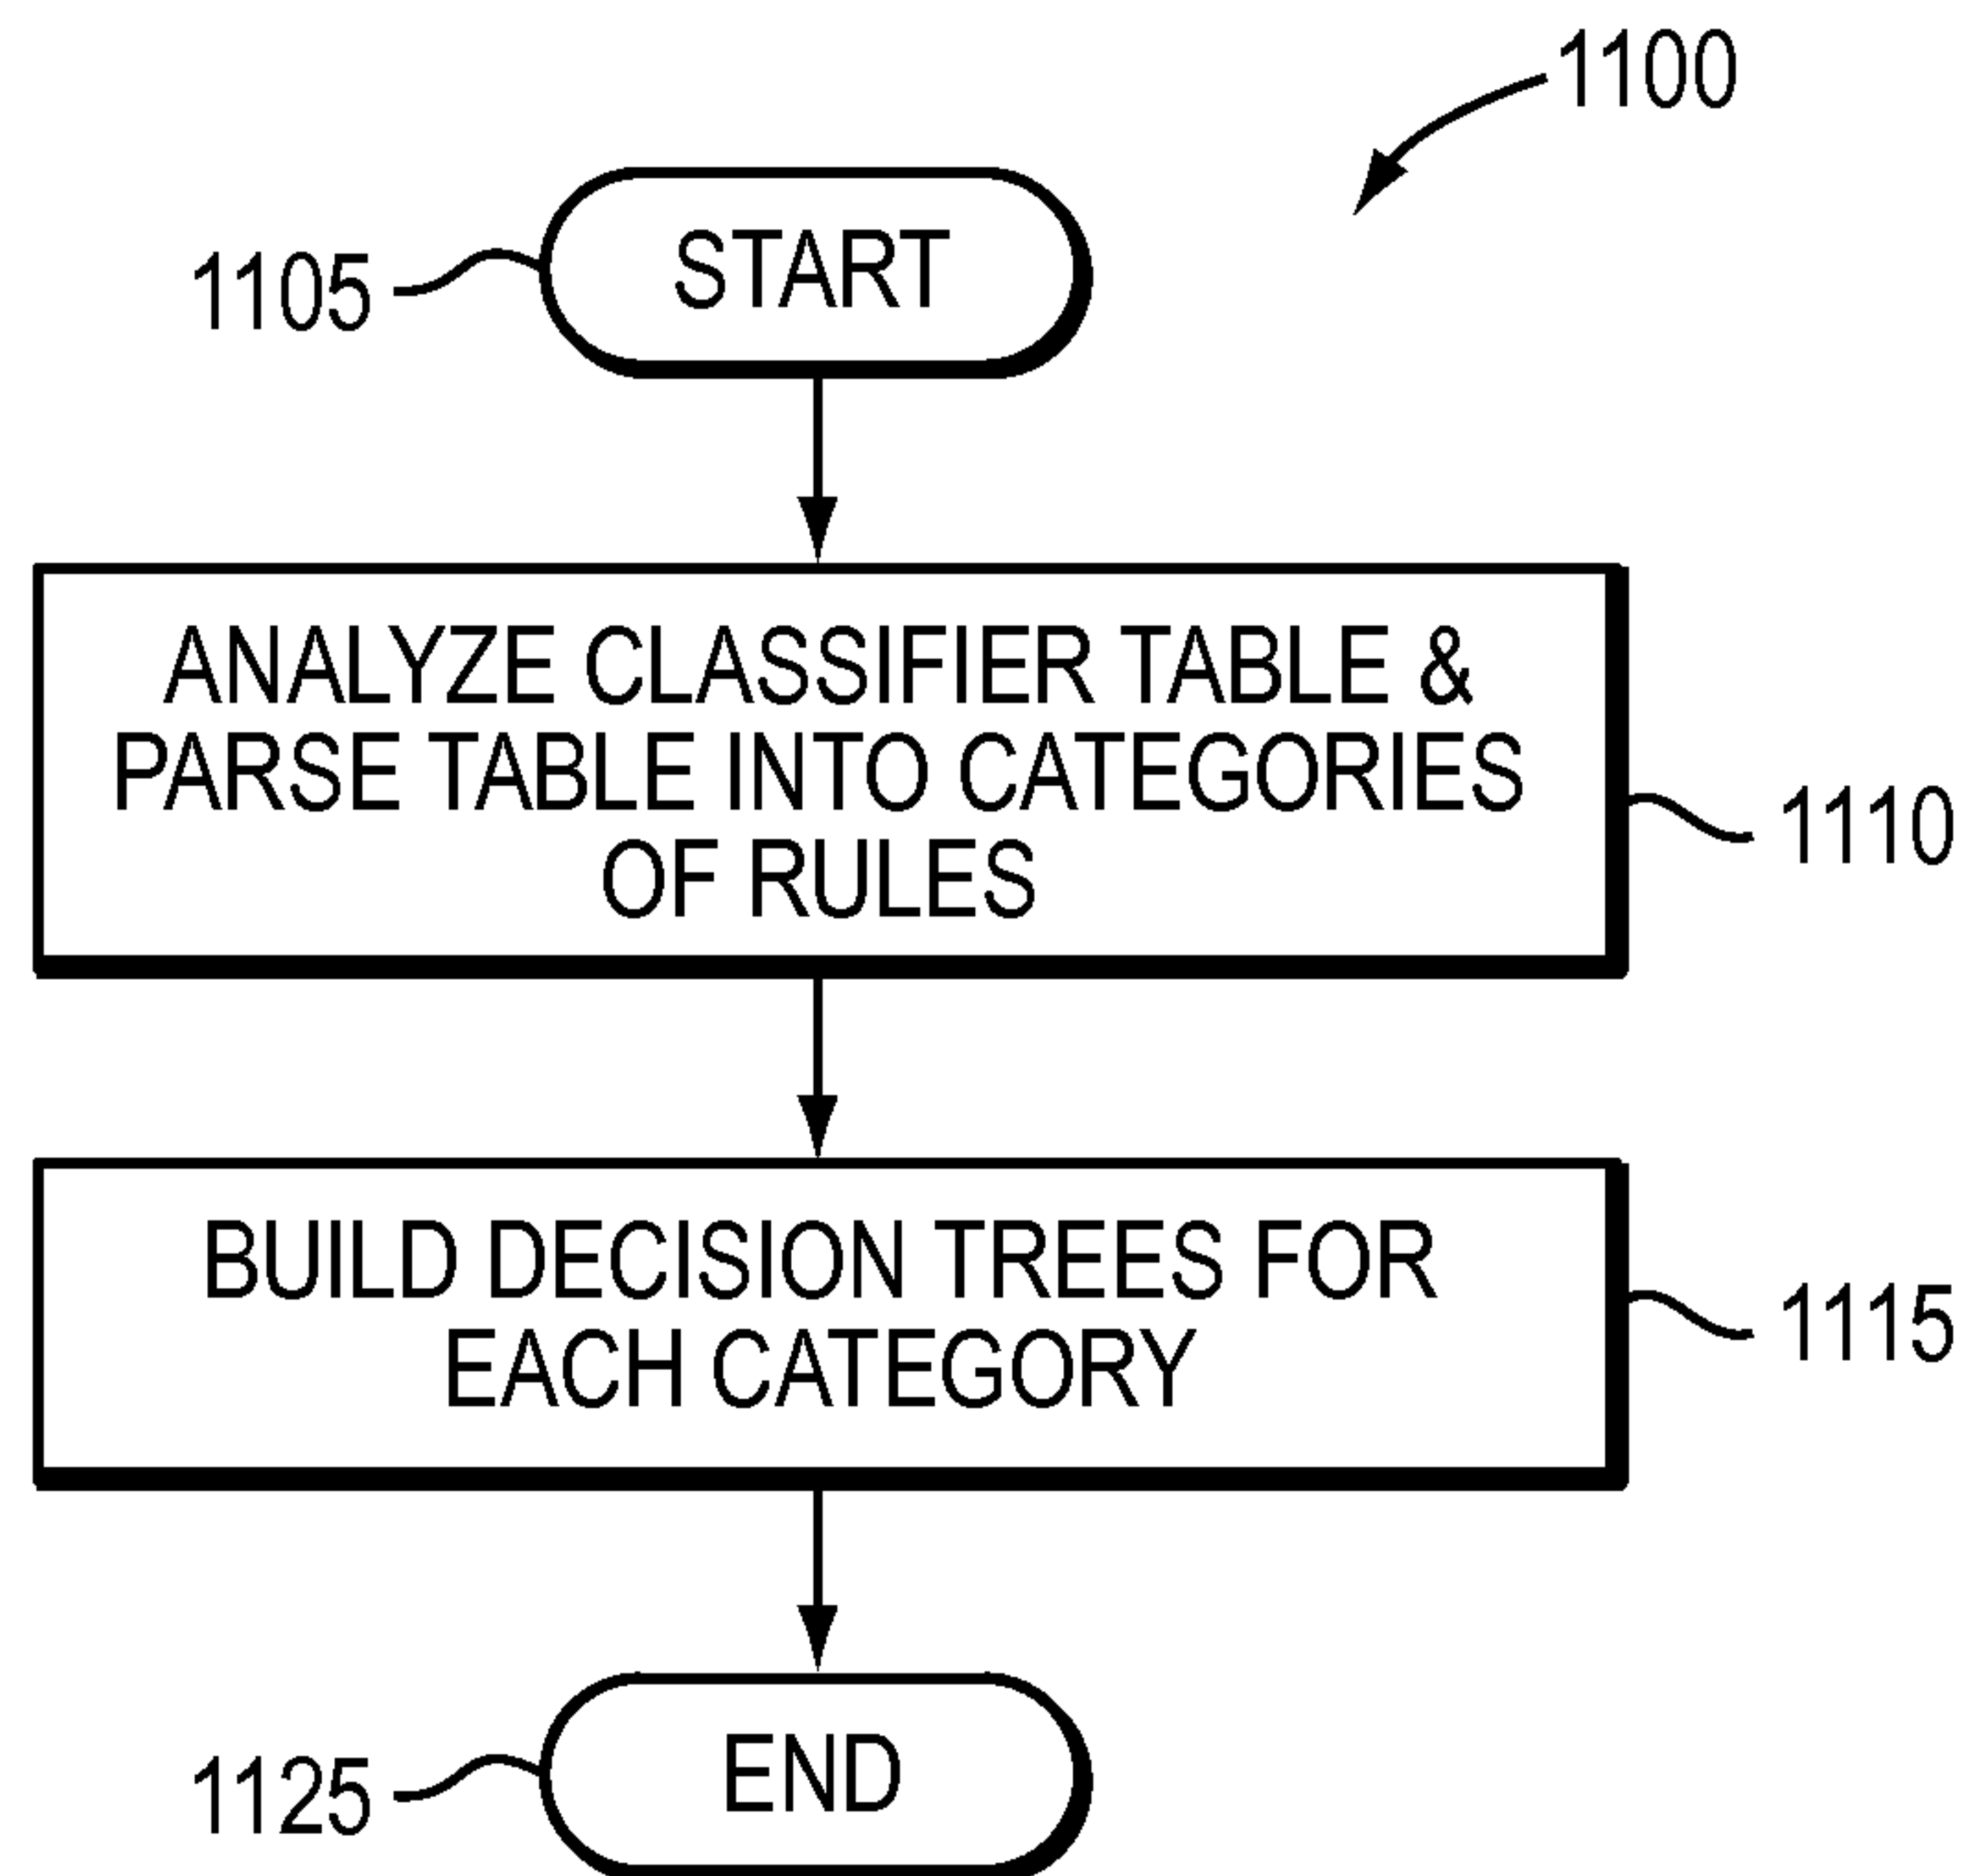 1100
1105
START
ANALYZE CLASSIFIER TABLE &
PARSE TABLE INTO CATEGORIES
OF RULES
1110
BUILD DECISION TREES FOR
EACH CATEGORY
1115
1125
END